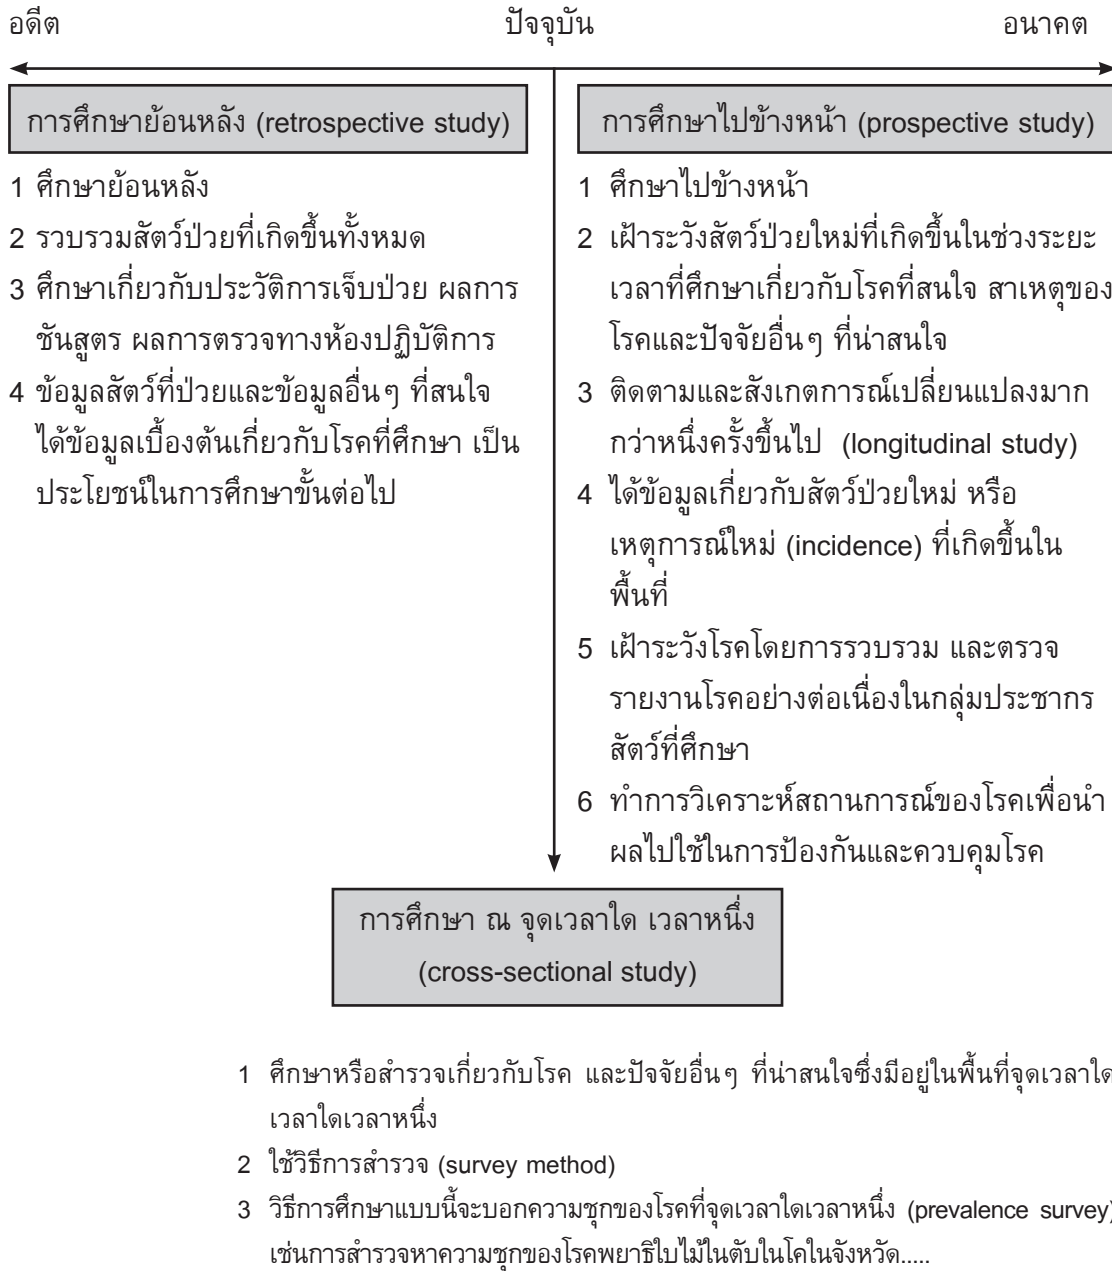 อดีต ปัจจุบัน อนาคต
การศึกษาย้อนหลัง (retrospective study)
1 ศึกษาย้อนหลัง
2 รวบรวมสัตว์ป่วยที่เกิดขึ้นทั้งหมด
3 ศึกษาเกี่ยวกับประวัติการเจ็บป่วย ผลการ
ชันสูตร ผลการตรวจทางห้องปฏิบัติการ
4 ข้อมูลสัตว์ที่ป่วยและข้อมูลอื่นๆ ที่สนใจ
ได้ข้อมูลเบื้องต้นเกี่ยวกับโรคที่ศึกษา เป็น
ประโยชน์ในการศึกษาขั้นต่อไป
การศึกษาไปข้างหน้า (prospective study)
1 ศึกษาไปข้างหน้า
2 เฝ้าระวังสัตว์ป่วยใหม่ที่เกิดขึ้นในช่วงระยะ
เวลาที่ศึกษาเกี่ยวกับโรคที่สนใจ สาเหตุของ
โรคและปัจจัยอื่นๆ ที่น่าสนใจ
3 ติดตามและสังเกตการณ์เปลี่ยนแปลงมาก
กว่าหนึ่งครั้งขึ้นไป (longitudinal study)
4 ได้ข้อมูลเกี่ยวกับสัตว์ป่วยใหม่ หรือ
เหตุการณ์ใหม่ (incidence) ที่เกิดขึ้นใน
พื้นที่
5 เฝ้าระวังโรคโดยการรวบรวม และตรวจ
รายงานโรคอย่างต่อเนื่องในกลุ่มประชากร
สัตว์ที่ศึกษา
6 ทำการวิเคราะห์สถานการณ์ของโรคเพื่อนำ
ผลไปใช้ในการป้องกันและควบคุมโรค
การศึกษา ณ จุดเวลาใด เวลาหนึ่ง
(cross-sectional study)
1 ศึกษาหรือสำรวจเกี่ยวกับโรค และปัจจัยอื่นๆ ที่น่าสนใจซึ่งมีอยู่ในพื้นที่จุดเวลาใด
เวลาใดเวลาหนึ่ง
2 ใช้วิธีการสำรวจ (survey method)
3 วิธีการศึกษาแบบนี้จะบอกความชุกของโรคที่จุดเวลาใดเวลาหนึ่ง (prevalence survey)
เช่นการสำรวจหาความชุกของโรคพยาธิใบไม้ในตับในโคในจังหวัด.....